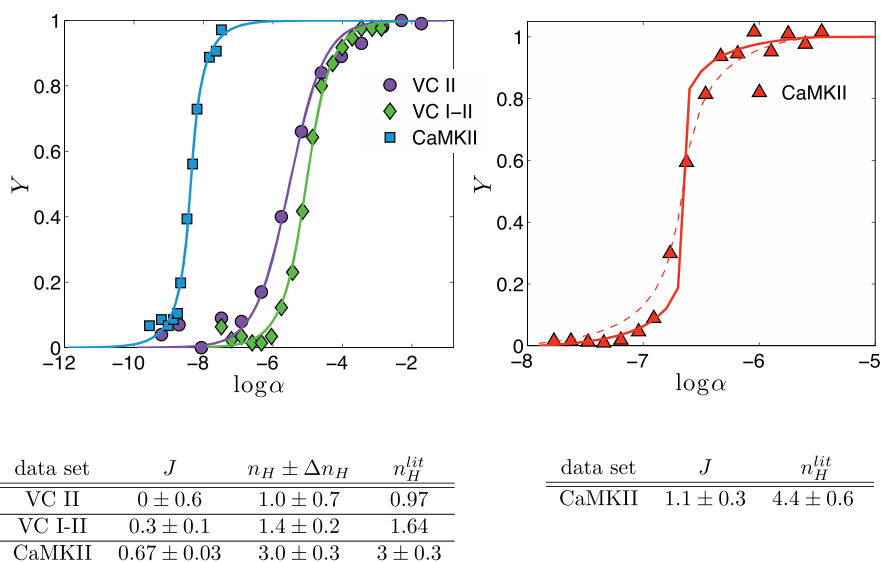 1
0.8
0.6
0.4
0.2
0
Y
−12
−10
−8
−6
−4
−2
log α
VC II
VC I−II
CaMKII
1
0.8
0.6
0.4
0.2
0
Y
−8
−7
−6
−5
log α
CaMKII
data set J n_H ± Δn_H n_H^lit
VC II 0 ± 0.6 1.0 ± 0.7 0.97
VC I-II 0.3 ± 0.1 1.4 ± 0.2 1.64
CaMKII 0.67 ± 0.03 3.0 ± 0.3 3 ± 0.3
data set J n_H^lit
CaMKII 1.1 ± 0.3 4.4 ± 0.6